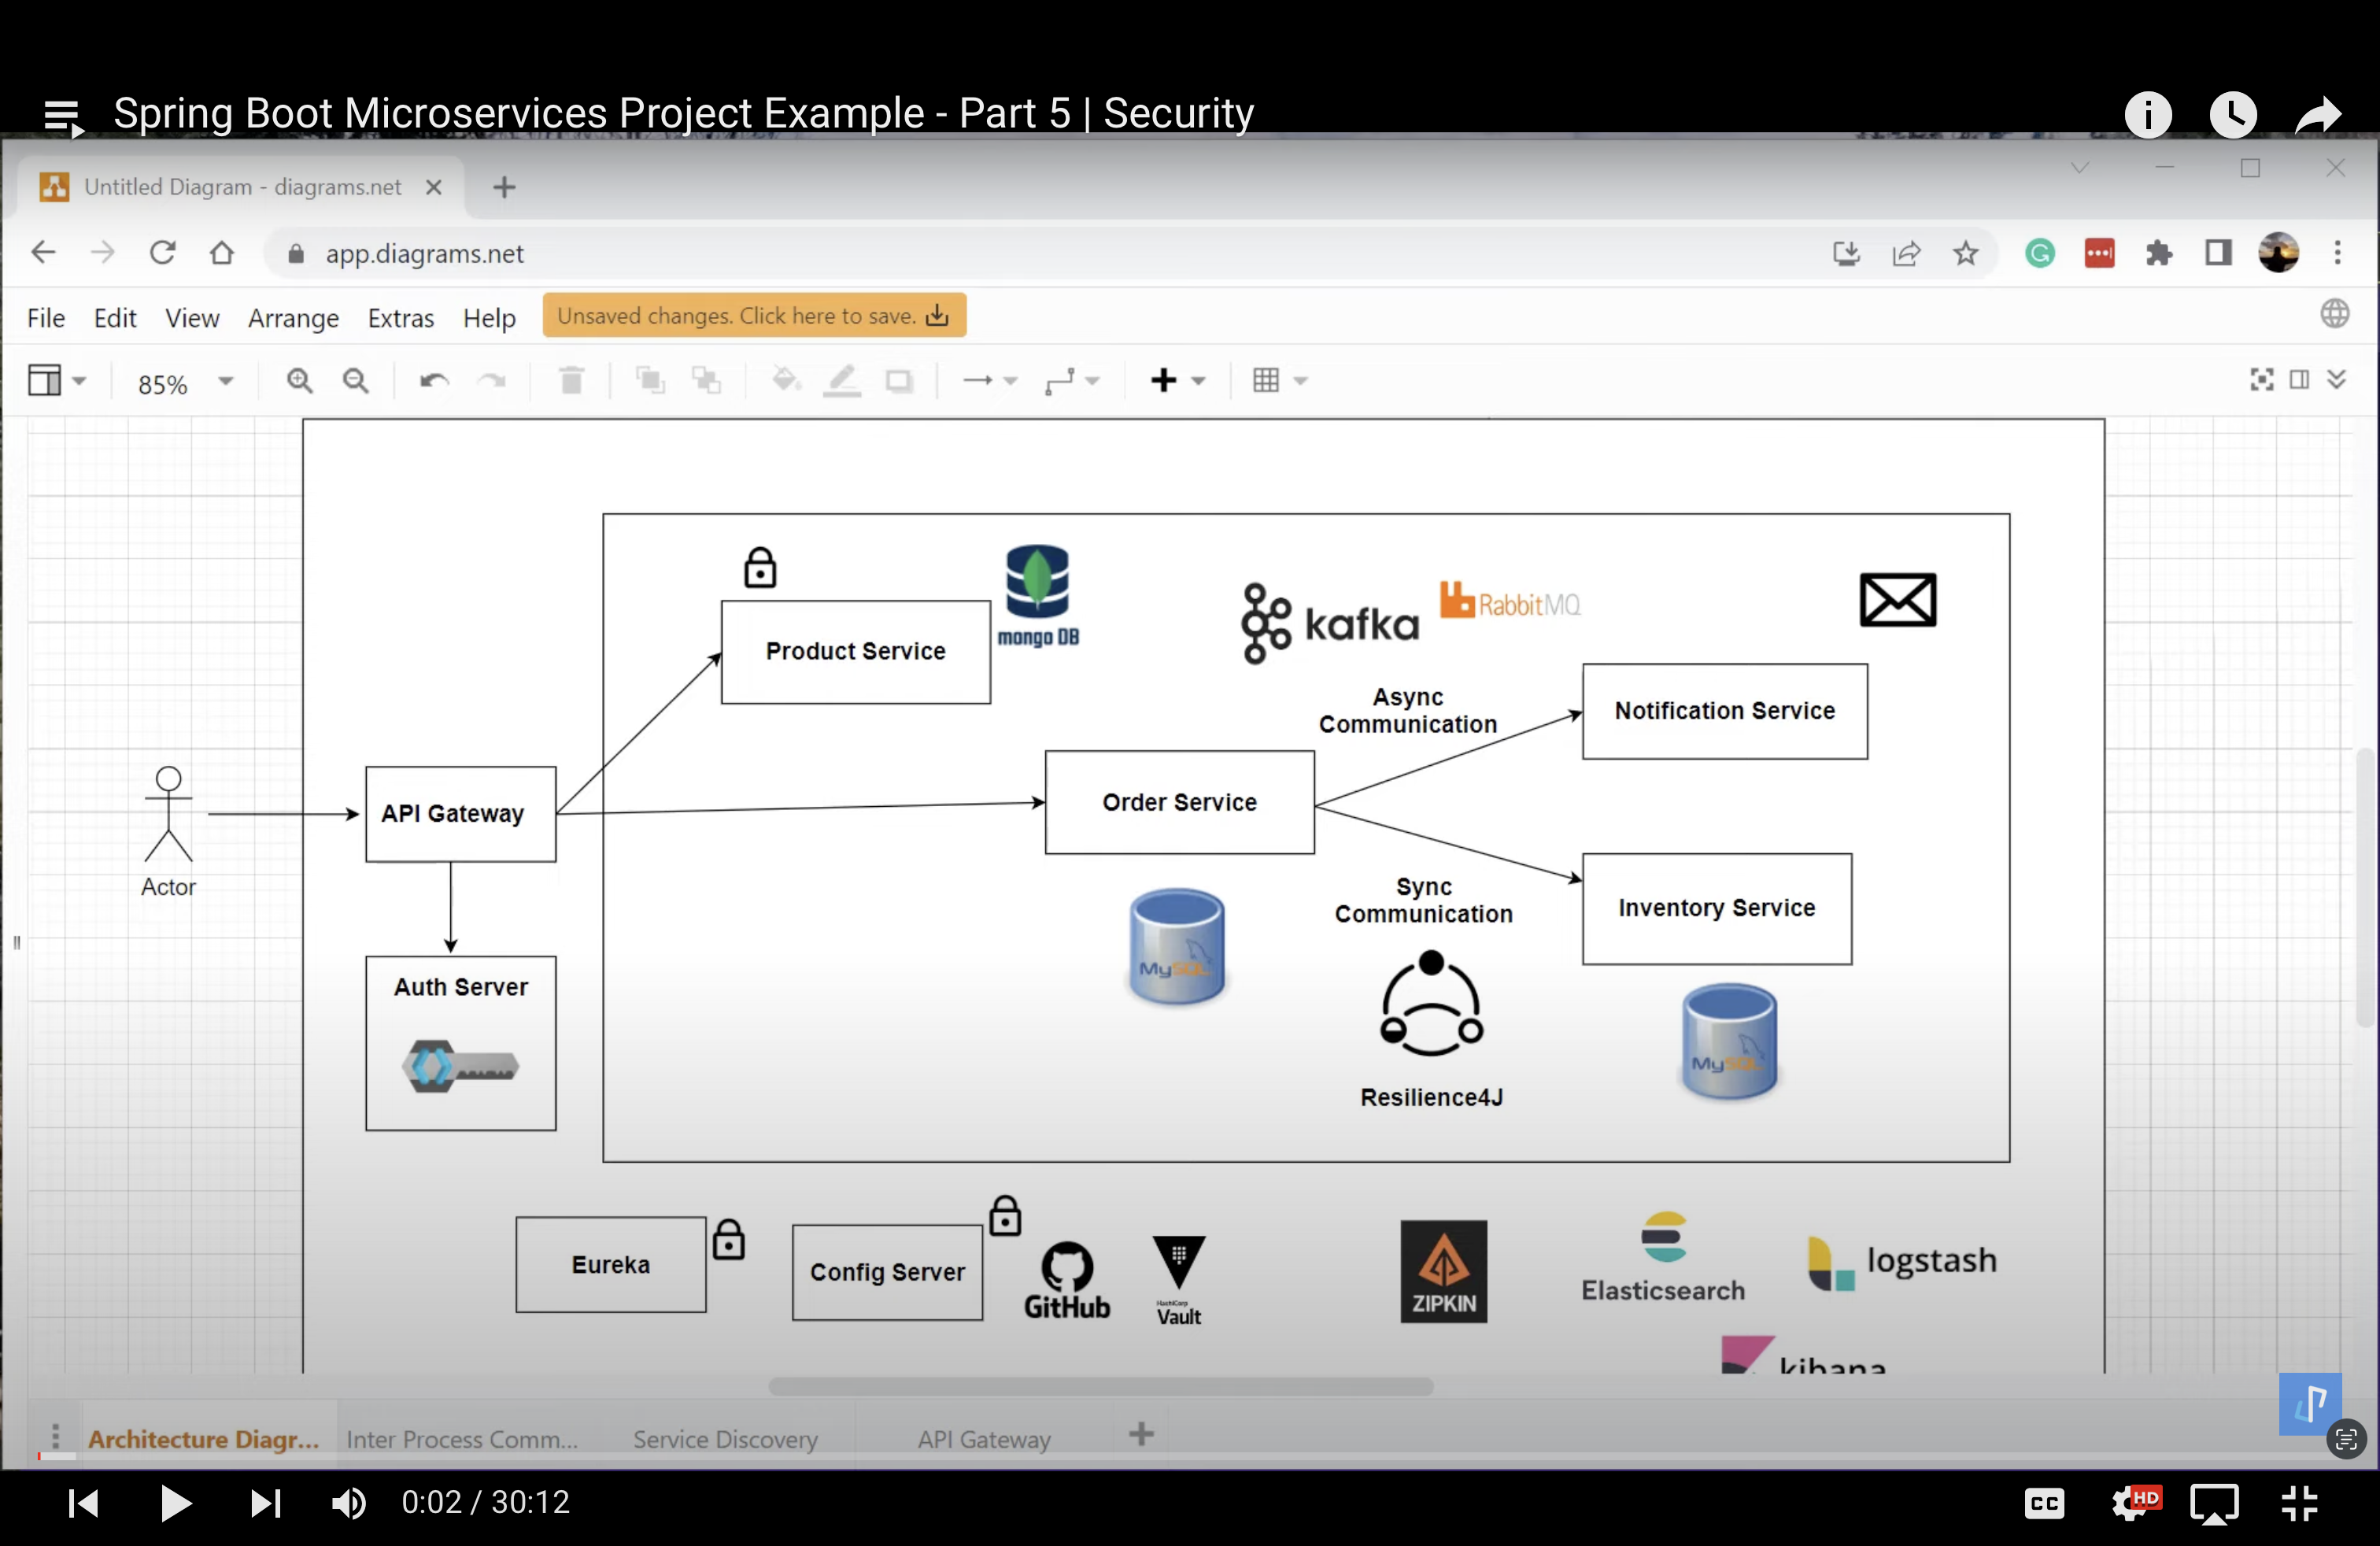 Spring Boot Microservices Project Example - Part 5 | Security
Untitled Diagram - diagrams.net
app.diagrams.net
File Edit View Arrange Extras Help Unsaved changes. Click here to save.
85%
mongo DB
kafka
RabbitMQ
Product Service
Async
Communication
Notification Service
Order Service
API Gateway
Actor
Sync
Communication
Inventory Service
MySQL
Auth Server
MySQL
Resilience4J
Eureka
Config Server
GitHub
HashiCorp
Vault
ZIPKIN
Elasticsearch
logstash
kibana
Architecture Diagr... Inter Process Comm... Service Discovery API Gateway
0:02 / 30:12
CC
HD